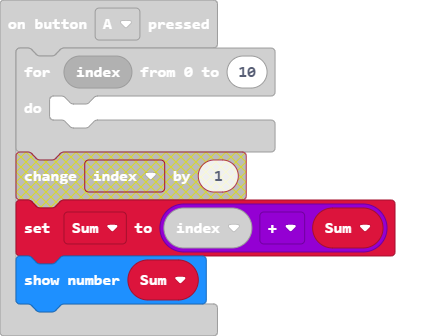 on button A pressed
for index from 0 to 10
do
change index by 1
set Sum to index + Sum
show number Sum